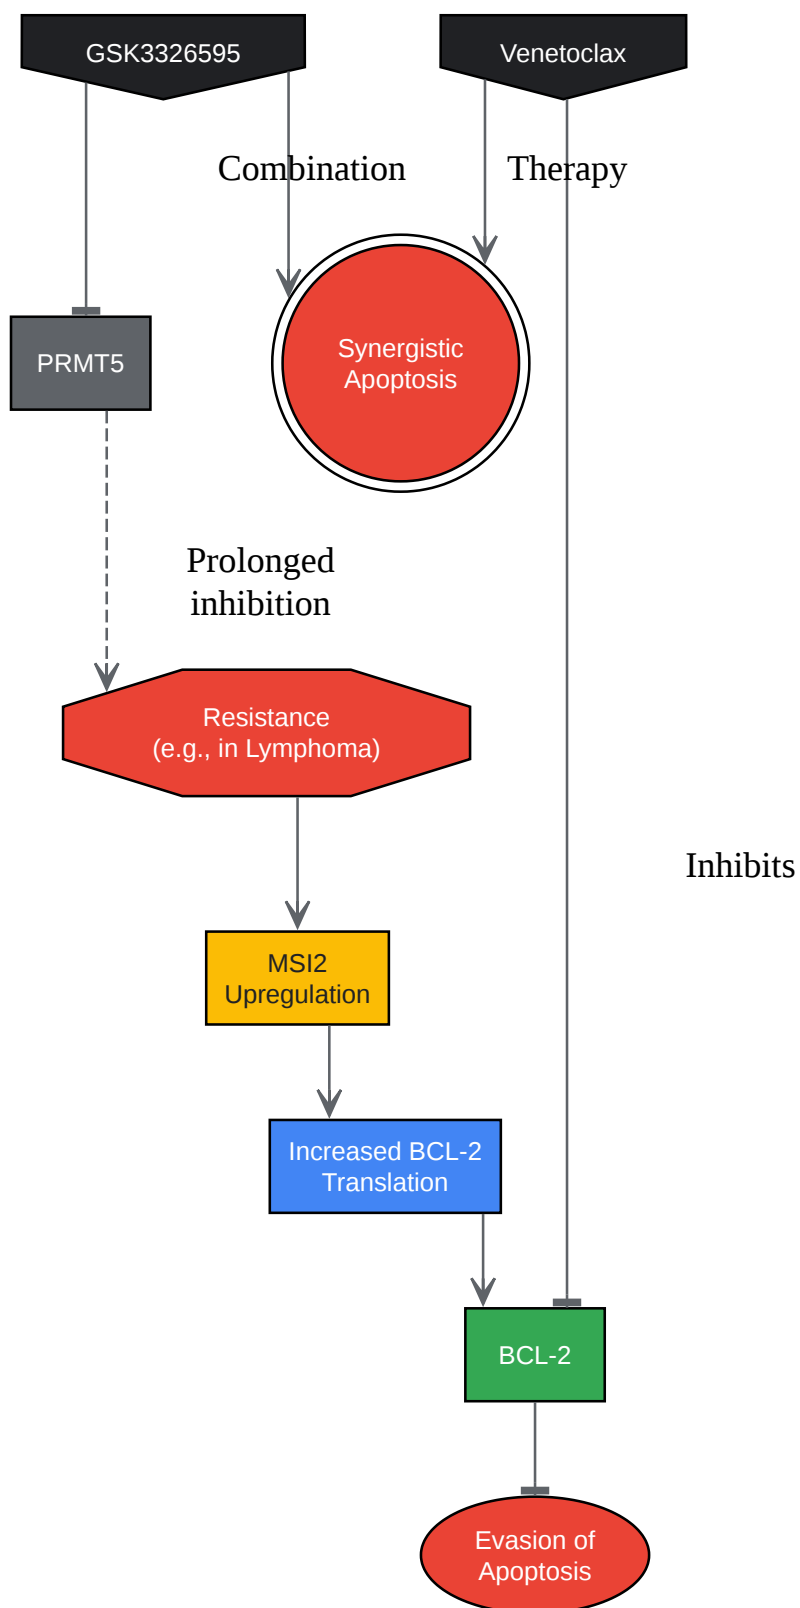 GSK3326595
Venetoclax
Combination
Therapy
Synergistic
Apoptosis
PRMT5
Prolonged
inhibition
Resistance
(e.g., in Lymphoma)
Inhibits
MSI2
Upregulation
Increased BCL-2
Translation
BCL-2
Evasion of
Apoptosis